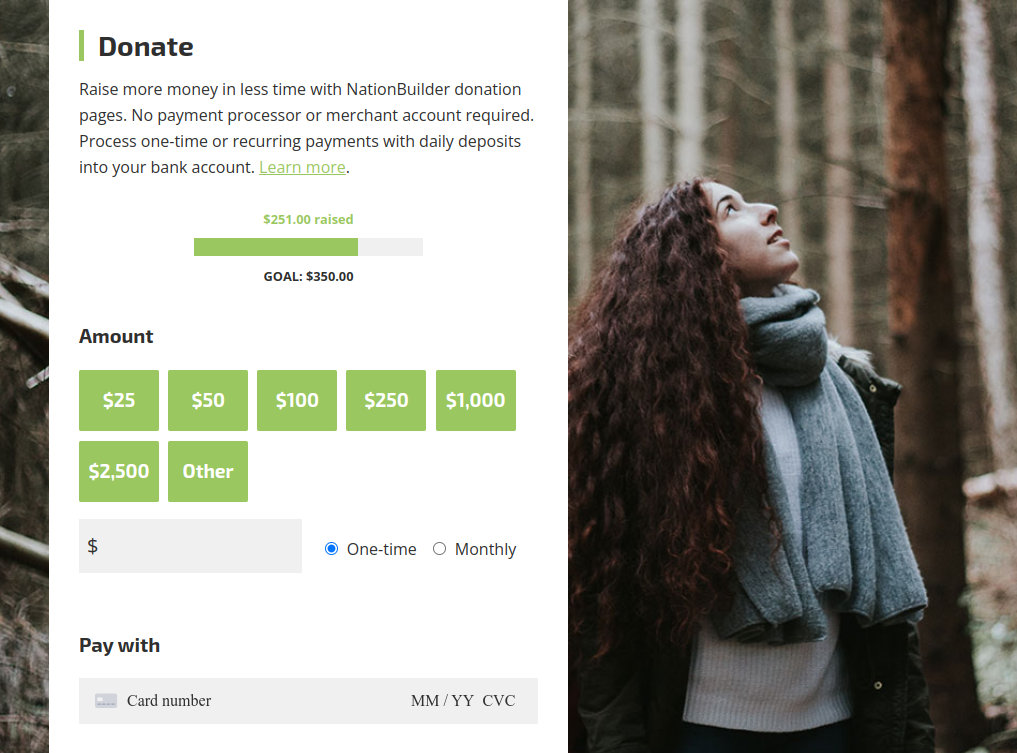 Donate
Raise more money in less time with NationBuilder donation
pages. No payment processor or merchant account required.
Process one-time or recurring payments with daily deposits
into your bank account. Learn more.
$251.00 raised
GOAL: $350.00
Amount
$25 $50 $100 $250 $1,000
$2,500 Other
$ One-time Monthly
Pay with
Card number MM / YY CVC